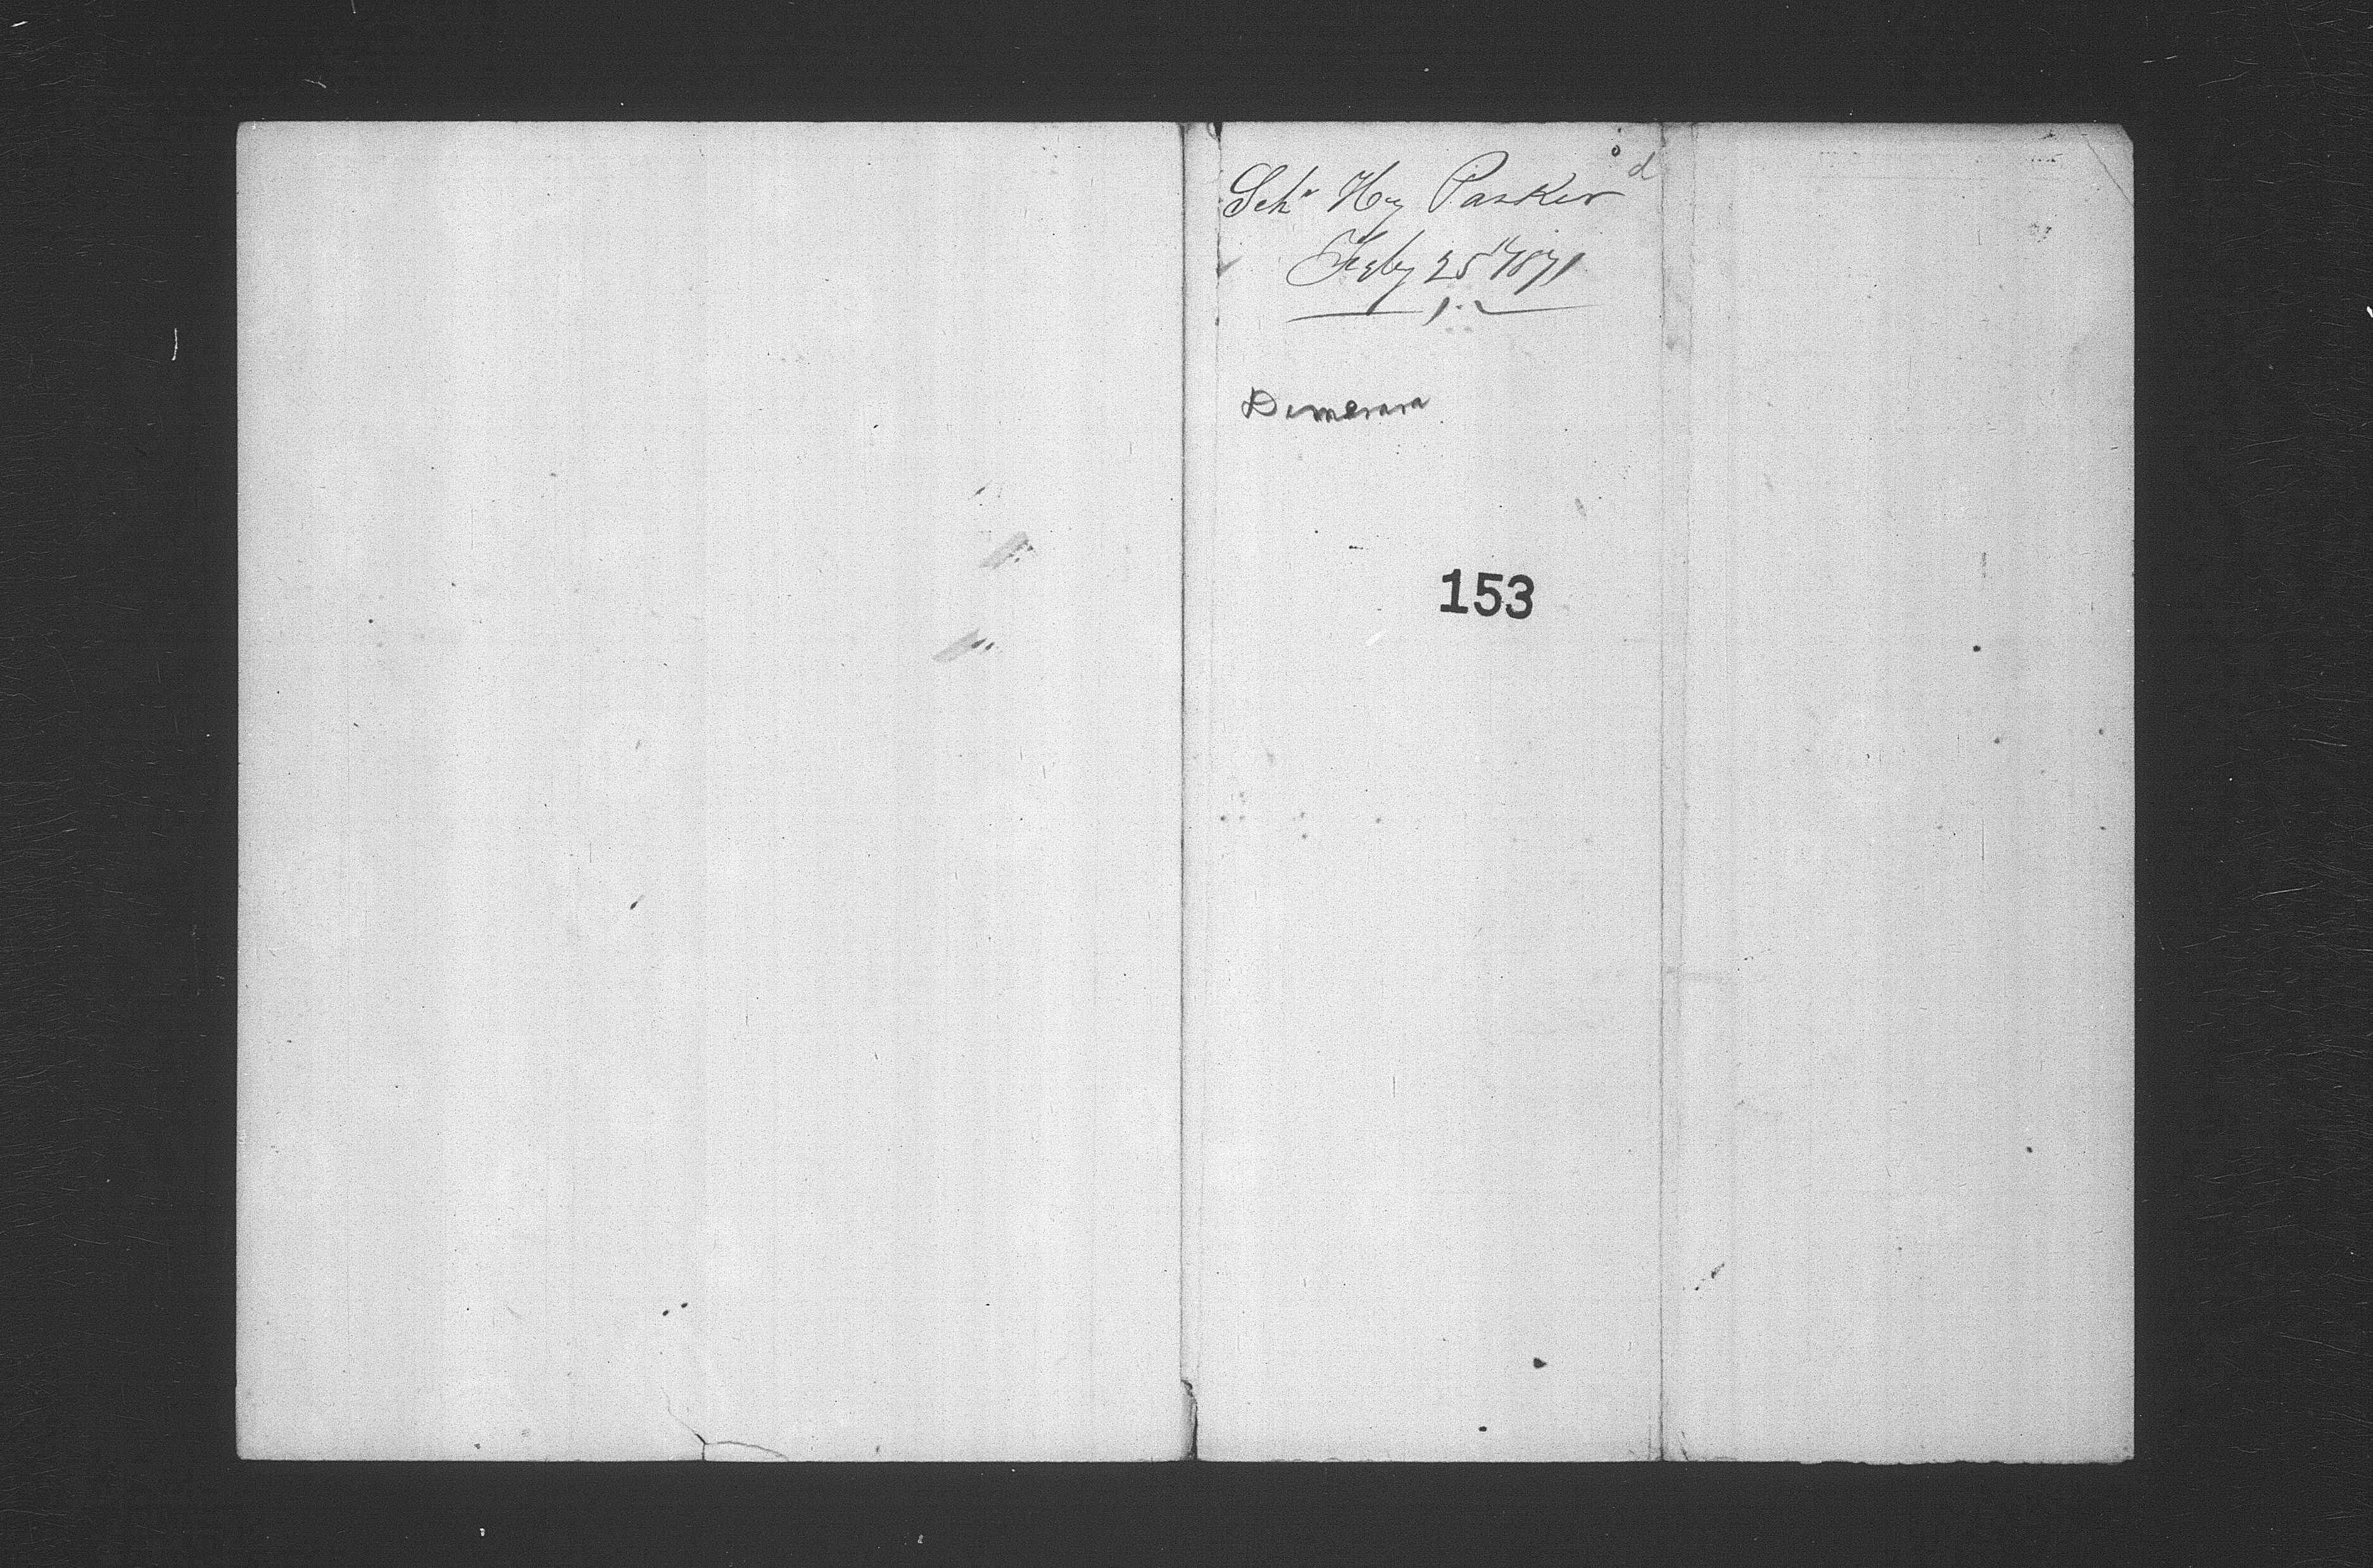 Schr Hy Parker
Feby 25" 1871
Demerara
153